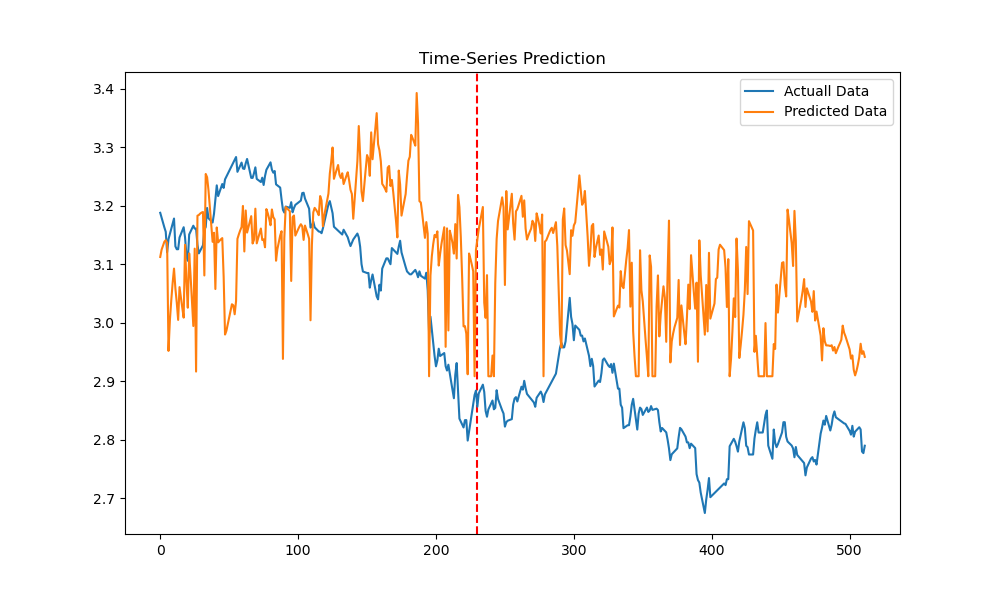 Time-Series Prediction
Actuall Data
Predicted Data
3.4
3.3
3.2
3.1
3.0
2.9
2.8
2.7
0 100 200 300 400 500